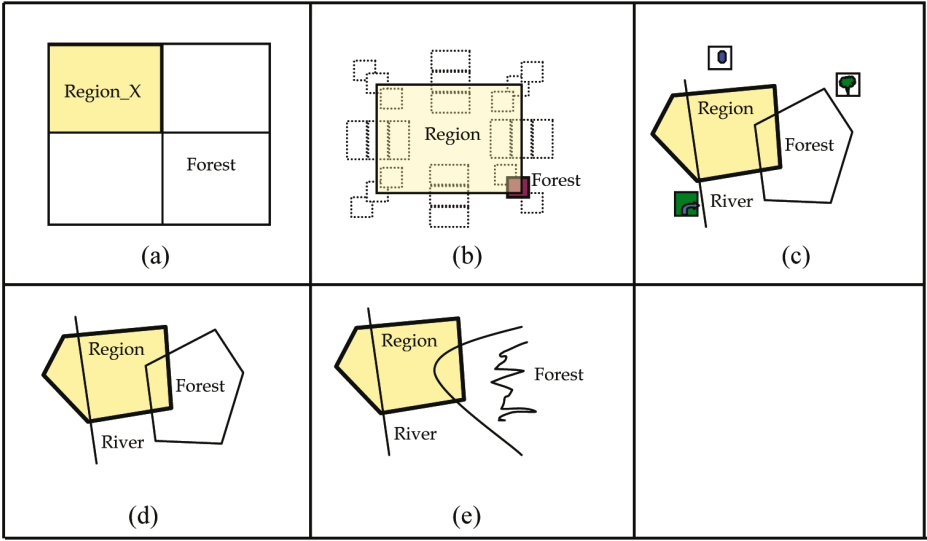 Region_X
Forest
(a)
Region
Forest
(b)
Region
Forest
River
(c)
Region
Forest
River
(d)
Region
Forest
River
(e)